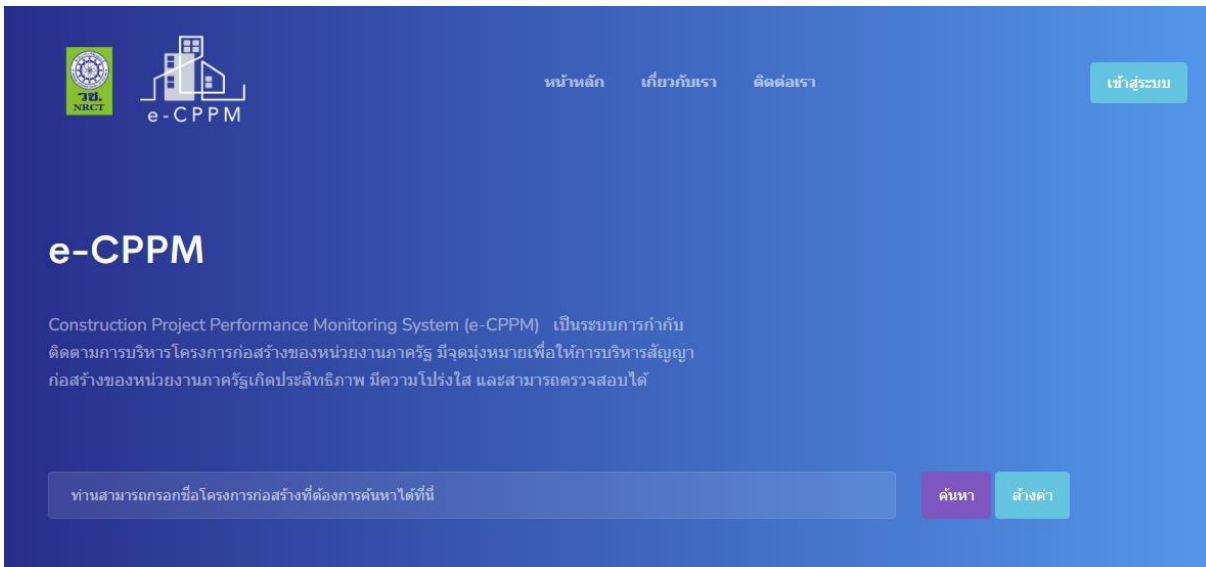 วช.
NRCT
e-CPPM
หน้าหลัก เกี่ยวกับเรา ติดต่อเรา
เข้าสู่ระบบ
e-CPPM
Construction Project Performance Monitoring System (e-CPPM) เป็นระบบการกำกับ
ติดตามการบริหารโครงการก่อสร้างของหน่วยงานภาครัฐ มีจุดมุ่งหมายเพื่อให้การบริหารสัญญา
ก่อสร้างของหน่วยงานภาครัฐเกิดประสิทธิภาพ มีความโปร่งใส และสามารถตรวจสอบได้
ท่านสามารถกรอกชื่อโครงการก่อสร้างที่ต้องการค้นหาได้ที่นี่
ค้นหา ล้างค่า